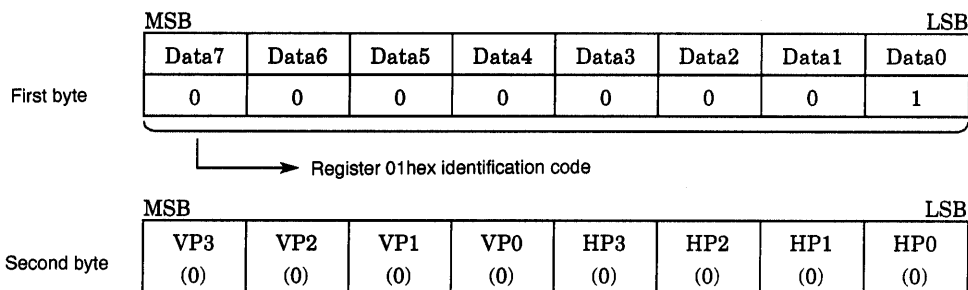 MSB LSB
Data7 Data6 Data5 Data4 Data3 Data2 Data1 Data0
First byte 0 0 0 0 0 0 0 1
Register 01hex identification code
MSB LSB
VP3 VP2 VP1 VP0 HP3 HP2 HP1 HP0
Second byte
(0) (0) (0) (0) (0) (0) (0) (0)